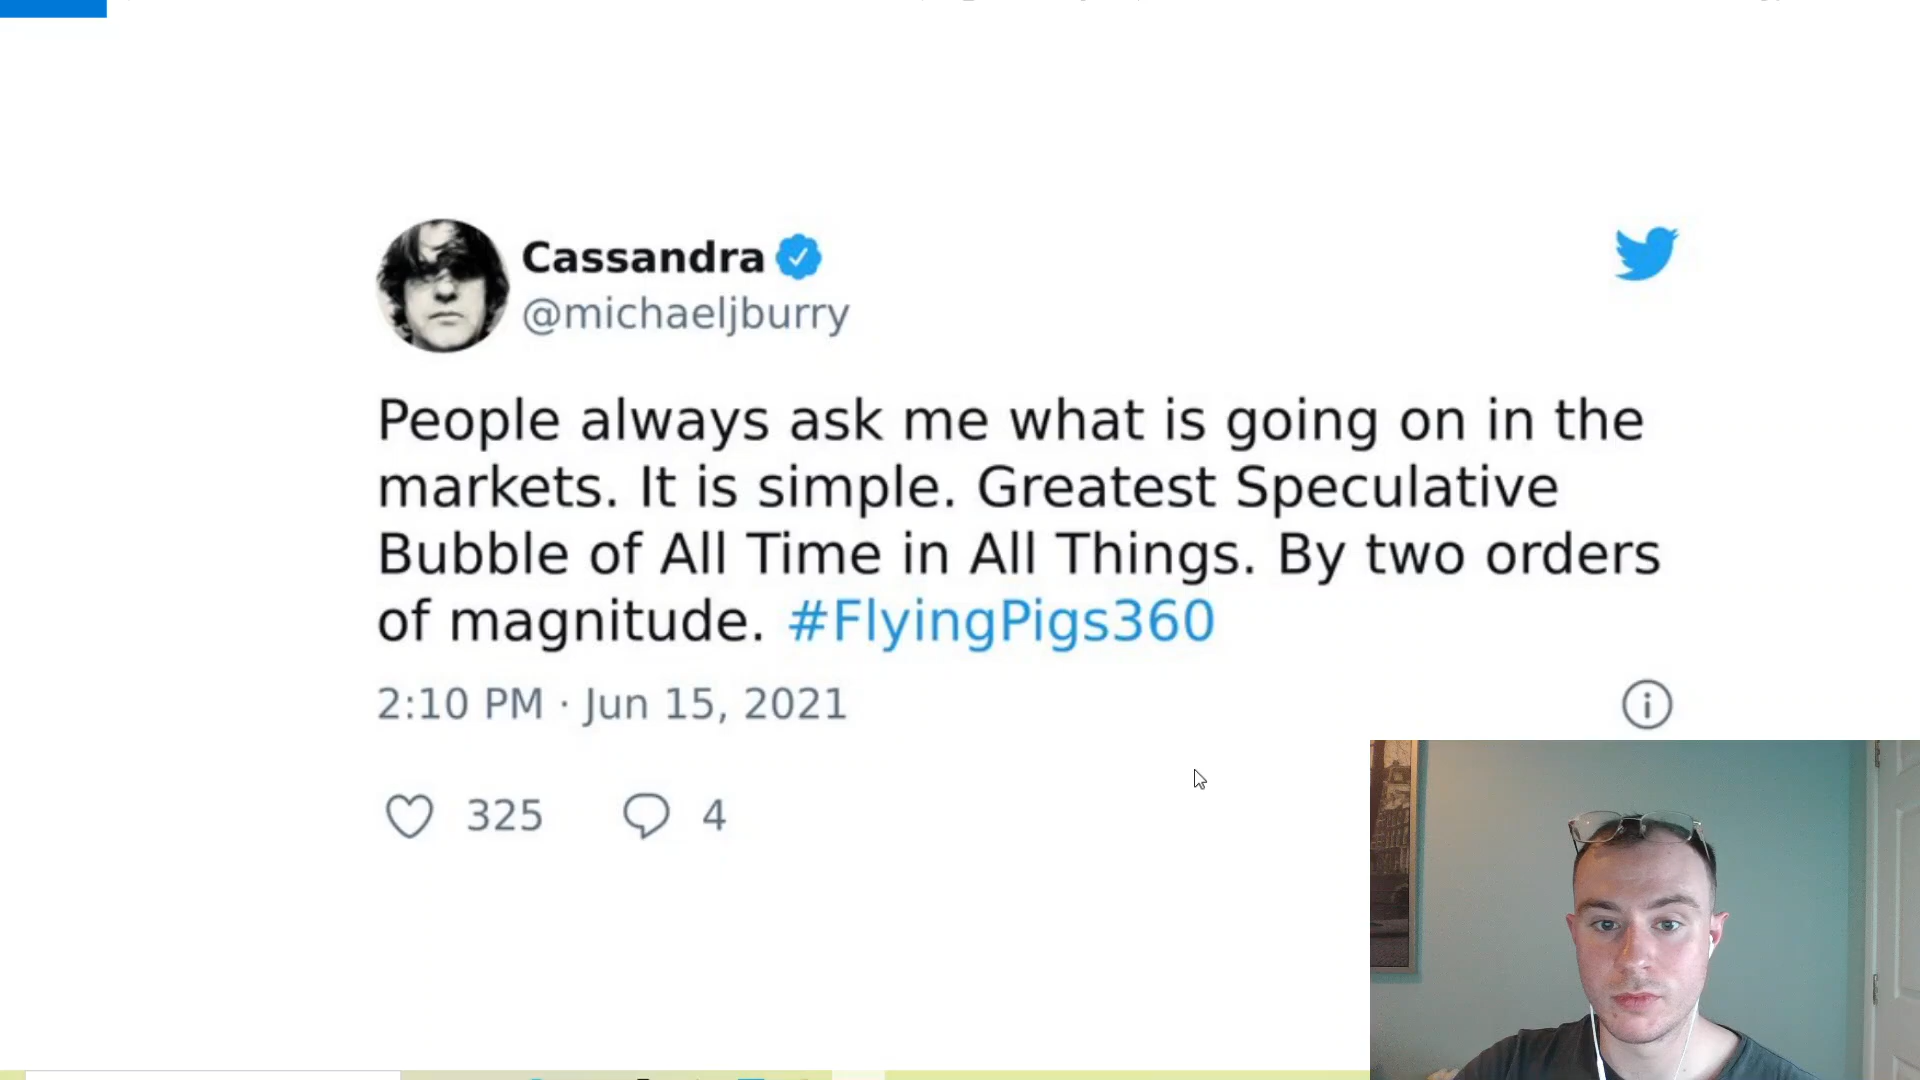 Cassandra
@michaeljburry
People always ask me what is going on in the
markets. It is simple. Greatest Speculative
Bubble of All Time in All Things. By two orders
of magnitude. #FlyingPigs360
2:10 PM · Jun 15, 2021
325 4